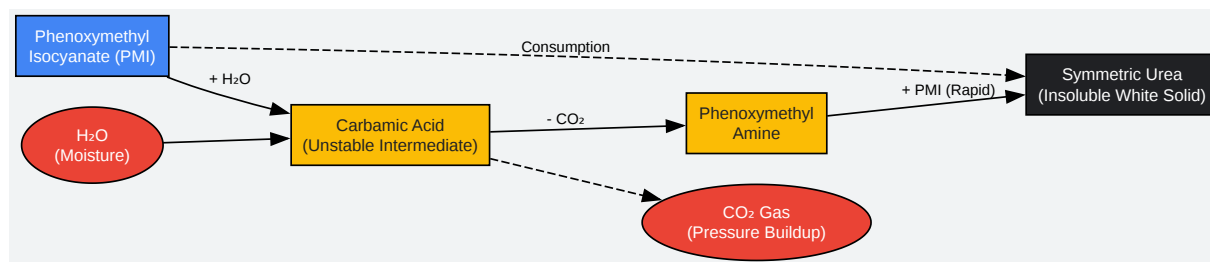 Phenoxymethyl
Isocyanate (PMI)
Consumption
+ H₂O
H₂O
(Moisture)
Carbamic Acid
(Unstable Intermediate)
- CO₂
Phenoxymethyl
Amine
+ PMI (Rapid)
Symmetric Urea
(Insoluble White Solid)
CO₂ Gas
(Pressure Buildup)